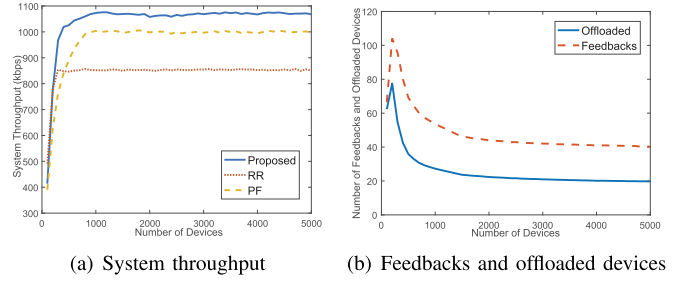 1100
1000
900
800
700
600
500
400
300
System Throughput (kbps)
0 1000 2000 3000 4000 5000
Number of Devices
Proposed
RR
PF
(a) System throughput
120
100
80
60
40
20
0
Number of Feedbacks and Offloaded Devices
0 1000 2000 3000 4000 5000
Number of Devices
Offloaded
Feedbacks
(b) Feedbacks and offloaded devices